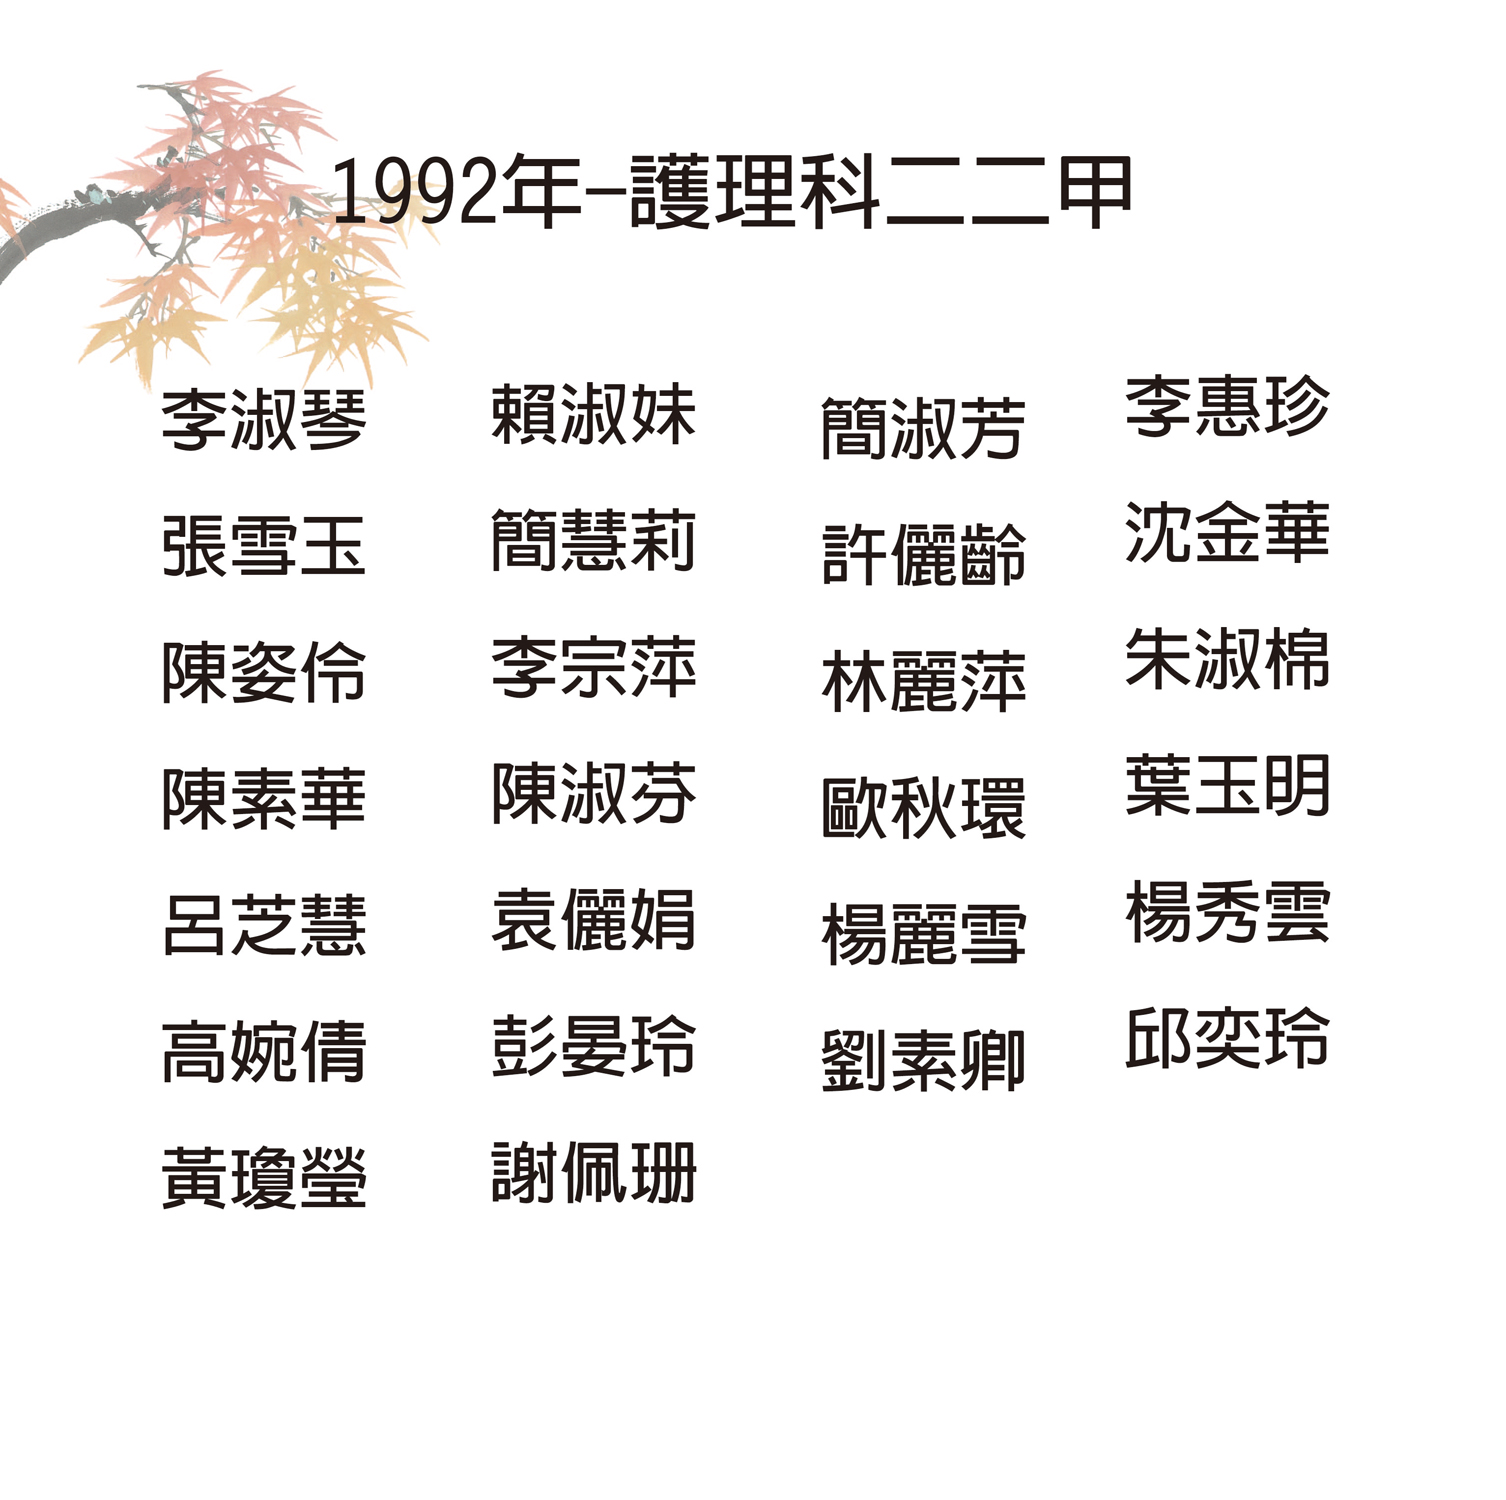 1992年-護理科二二甲
李淑琴
張雪玉
陳姿伶
陳素華
呂芝慧
高婉倩
黃瓊瑩
賴淑妹
簡慧莉
李宗萍
陳淑芬
袁儷娟
彭晏玲
謝佩珊
簡淑芳
許儷齡
林麗萍
歐秋環
楊麗雪
劉素卿
李惠珍
沈金華
朱淑棉
葉玉明
楊秀雲
邱奕玲